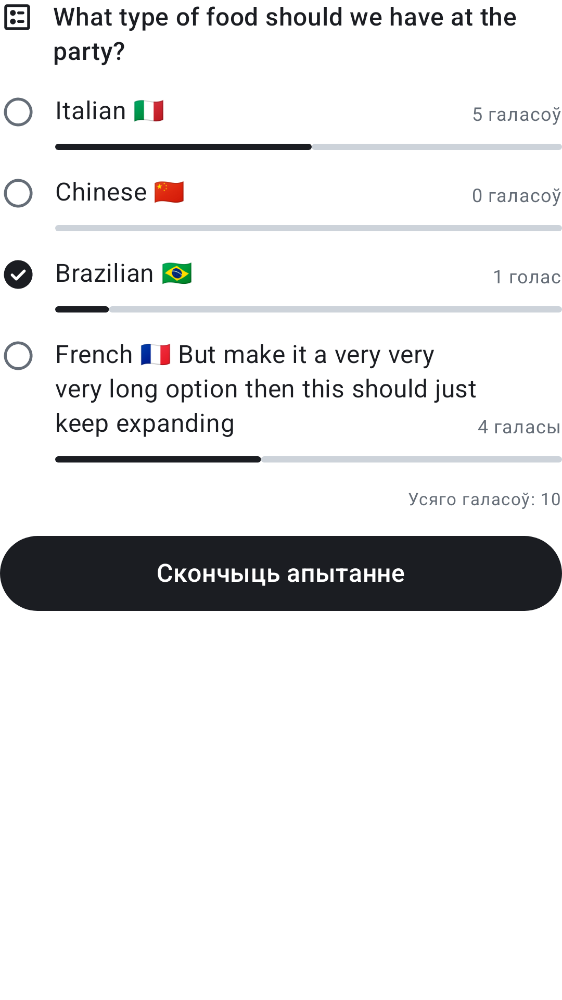 What type of food should we have at the
party?
Italian 🇮🇹
5 галасоў
Chinese 🇨🇳
0 галасоў
Brazilian 🇧🇷
1 голас
French 🇫🇷 But make it a very very
very long option then this should just
keep expanding
4 галасы
Усяго галасоў: 10
Скончыць апытанне